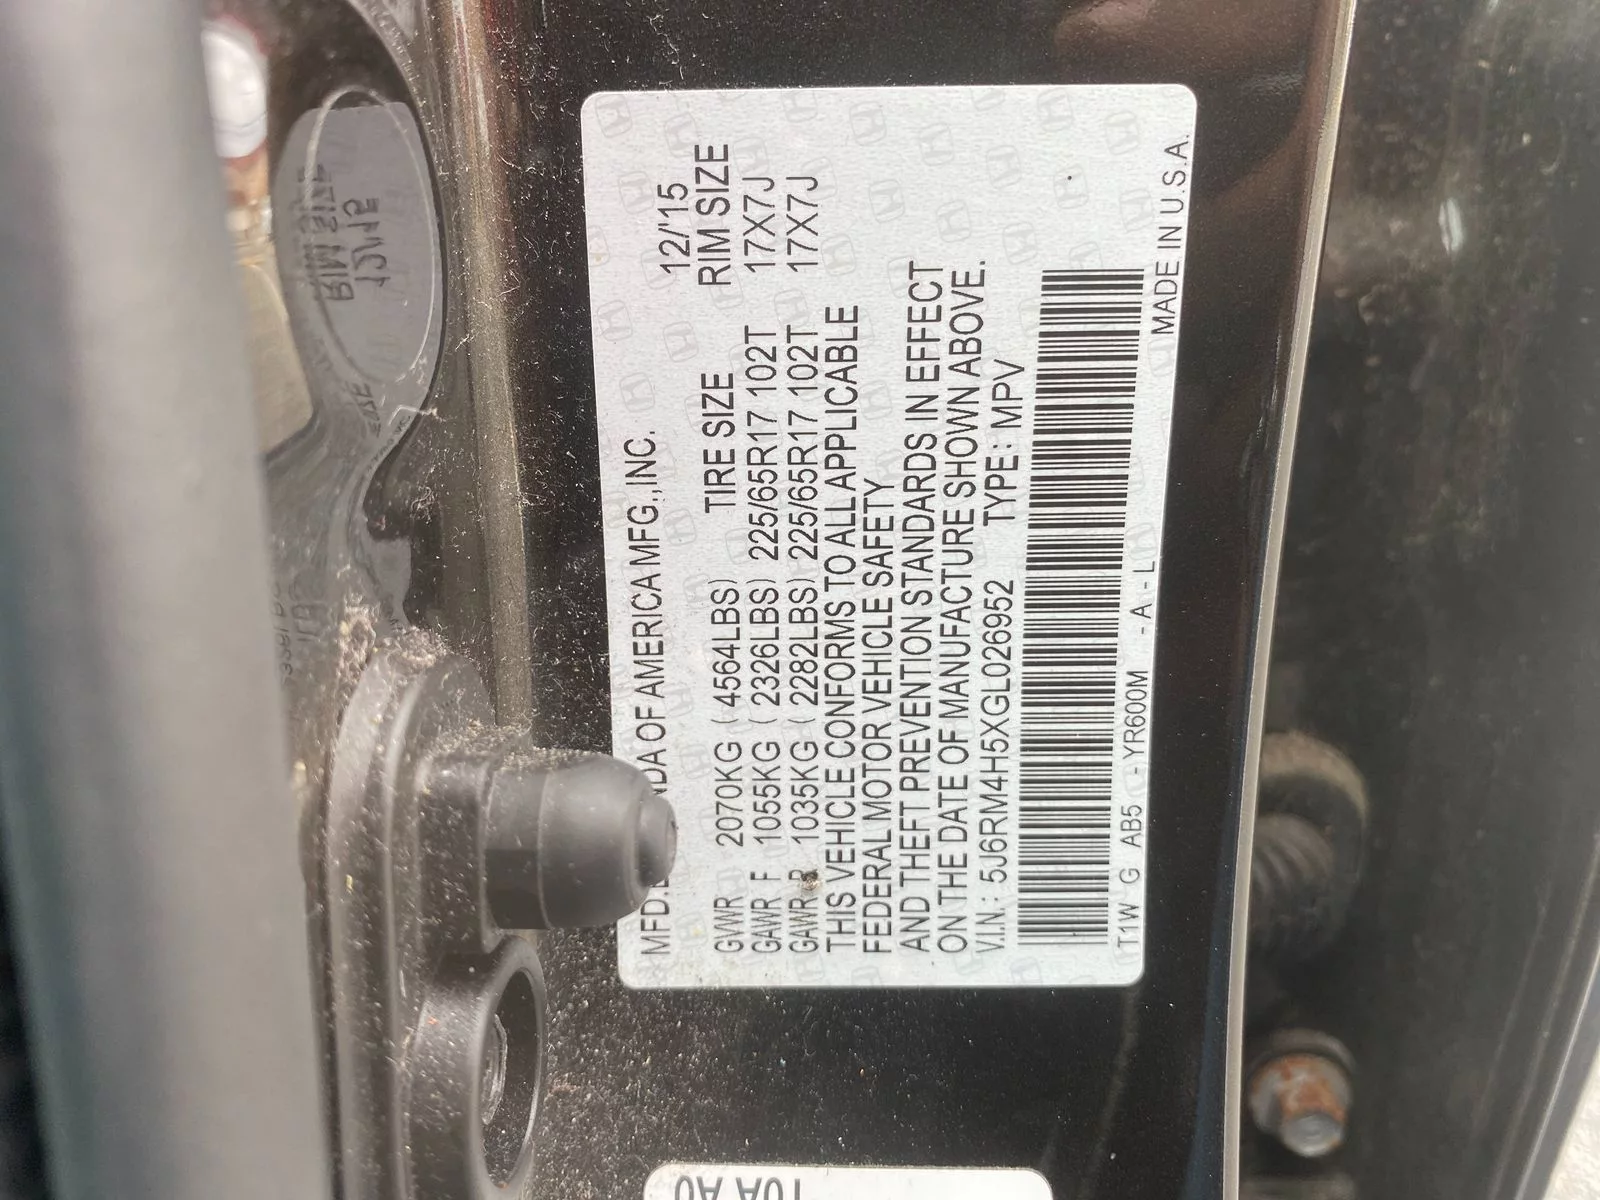 MFD. NDA OF AMERICA MFG.,INC. 12/'15
TIRE SIZE RIM SIZE
GVWR 2070KG ( 4564LBS)
GAWR F 1055KG ( 2326LBS) 225/65R17 102T 17X7J
GAWR R 1035KG ( 2282LBS) 225/65R17 102T 17X7J
THIS VEHICLE CONFORMS TO ALL APPLICABLE
FEDERAL MOTOR VEHICLE SAFETY
AND THEFT PREVENTION STANDARDS IN EFFECT
ON THE DATE OF MANUFACTURE SHOWN ABOVE.
V.I.N.: 5J6RM4H5XGL026952 TYPE: MPV
T1W G AB5 -YR600M -A-L
MADE IN U.S.A.